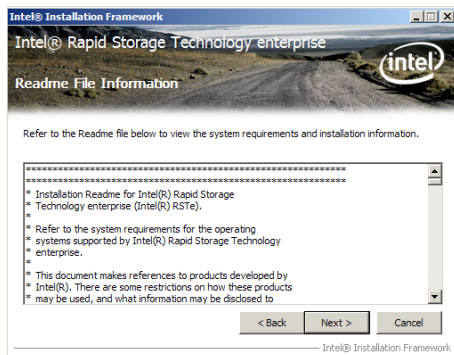 Intel® Installation Framework
Intel® Rapid Storage Technology enterprise
intel
Readme File Information
Refer to the Readme file below to view the system requirements and installation information.
************************************************************
************************************************************
* Installation Readme for Intel(R) Rapid Storage
* Technology enterprise (Intel(R) RSTe).
*
* Refer to the system requirements for the operating
* systems supported by Intel(R) Rapid Storage Technology
* enterprise.
*
* This document makes references to products developed by
* Intel(R). There are some restrictions on how these products
* may be used, and what information may be disclosed to
< Back Next > Cancel
Intel® Installation Framework